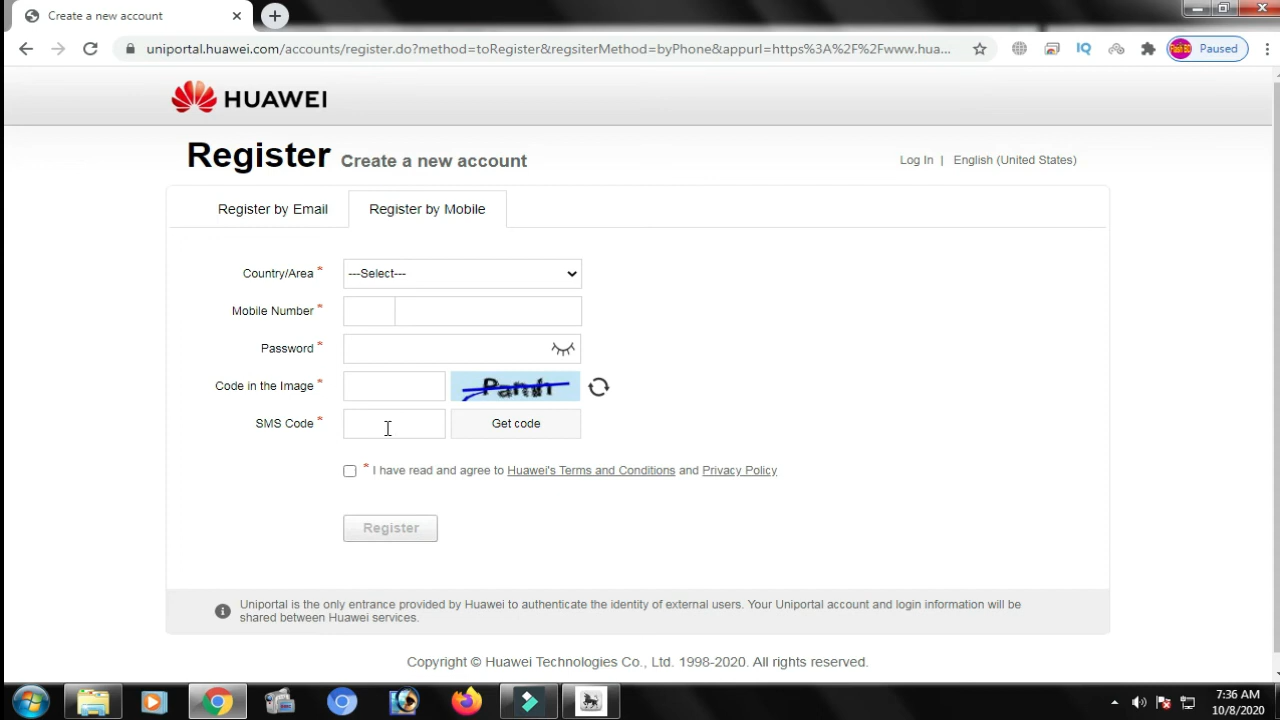 Create a new account
uniportal.huawei.com/accounts/register.do?method=toRegister&regsiterMethod=byPhone&appurl=https%3A%2F%2Fwww.hua...
IQ
Paused
HUAWEI
Register Create a new account
Log In | English (United States)
Register by Email
Register by Mobile
Country/Area *
---Select---
Mobile Number *
Password *
Code in the Image *
SMS Code *
Get code
* I have read and agree to Huawei's Terms and Conditions and Privacy Policy
Register
Uniportal is the only entrance provided by Huawei to authenticate the identity of external users. Your Uniportal account and login information will be
shared between Huawei services.
Copyright © Huawei Technologies Co., Ltd. 1998-2020. All rights reserved.
7:36 AM
10/8/2020